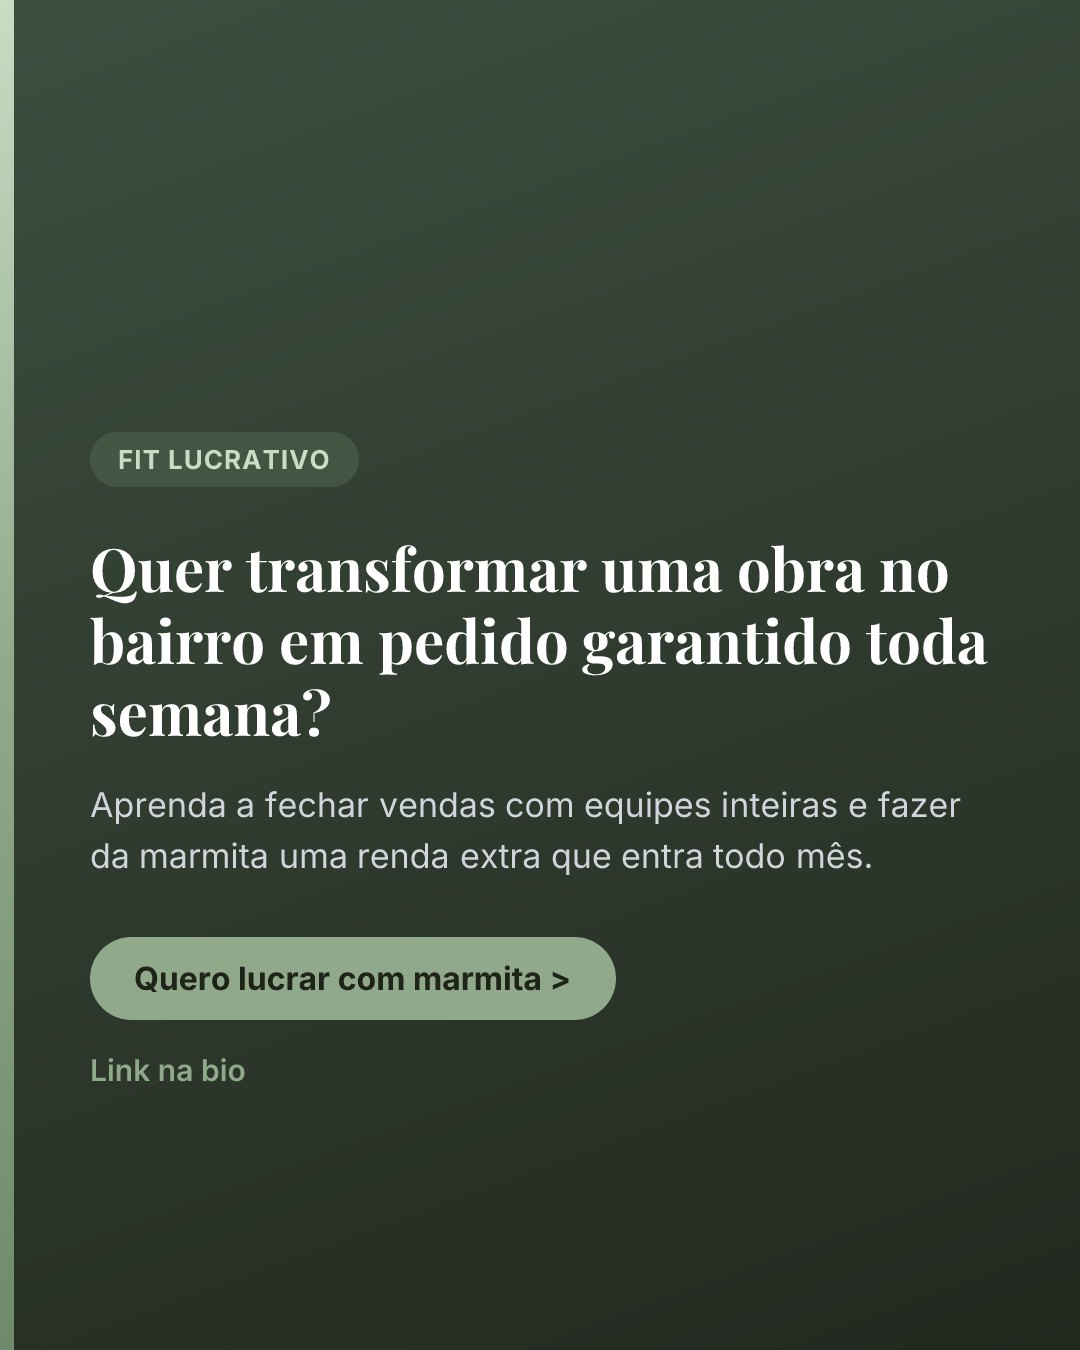 FIT LUCRATIVO
Quer transformar uma obra no
bairro em pedido garantido toda
semana?
Aprenda a fechar vendas com equipes inteiras e fazer
da marmita uma renda extra que entra todo mês.
Quero lucrar com marmita >
Link na bio